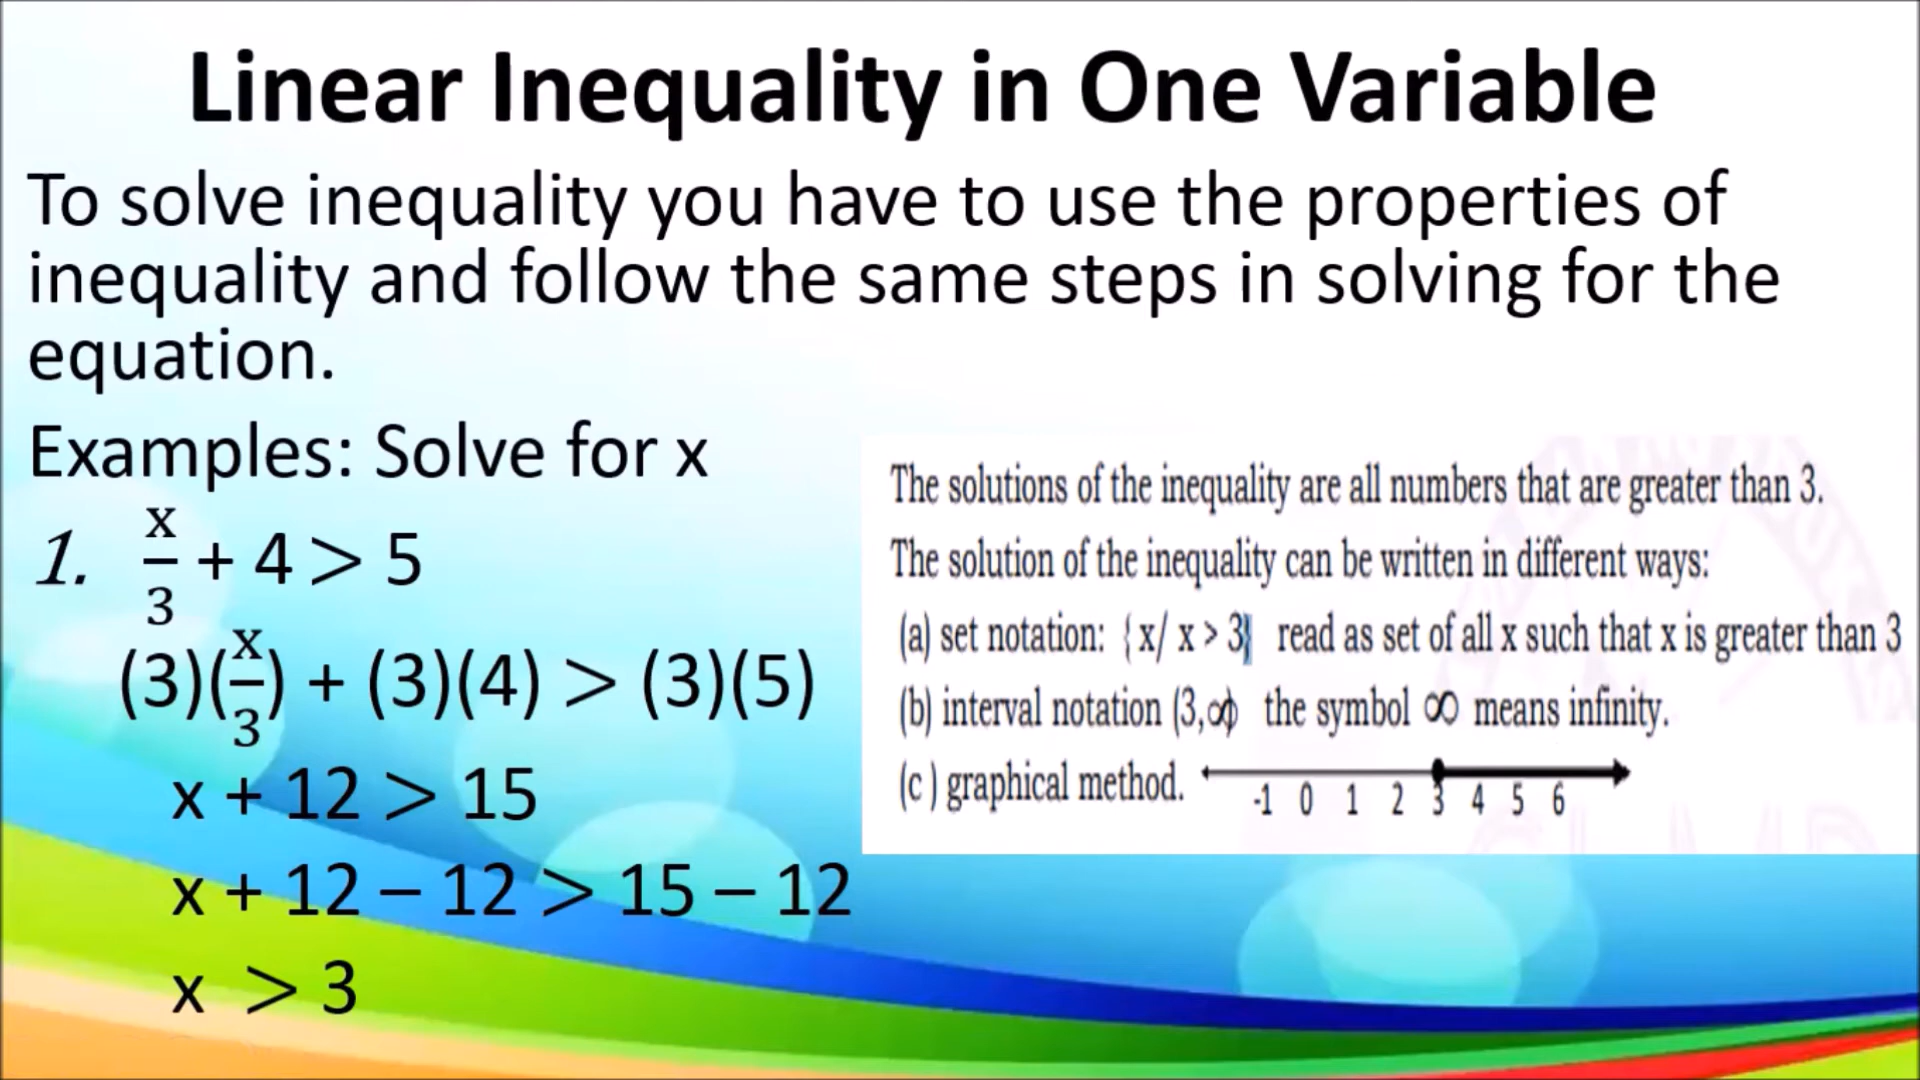 Linear Inequality in One Variable
To solve inequality you have to use the properties of
inequality and follow the same steps in solving for the
equation.
Examples: Solve for x
1. x/3 + 4 > 5
(3)(x/3) + (3)(4) > (3)(5)
x + 12 > 15
x + 12 – 12 > 15 – 12
x > 3
The solutions of the inequality are all numbers that are greater than 3.
The solution of the inequality can be written in different ways:
(a) set notation: {x/ x > 3} read as set of all x such that x is greater than 3
(b) interval notation (3,∞) the symbol ∞ means infinity.
(c ) graphical method.
-1 0 1 2 3 4 5 6